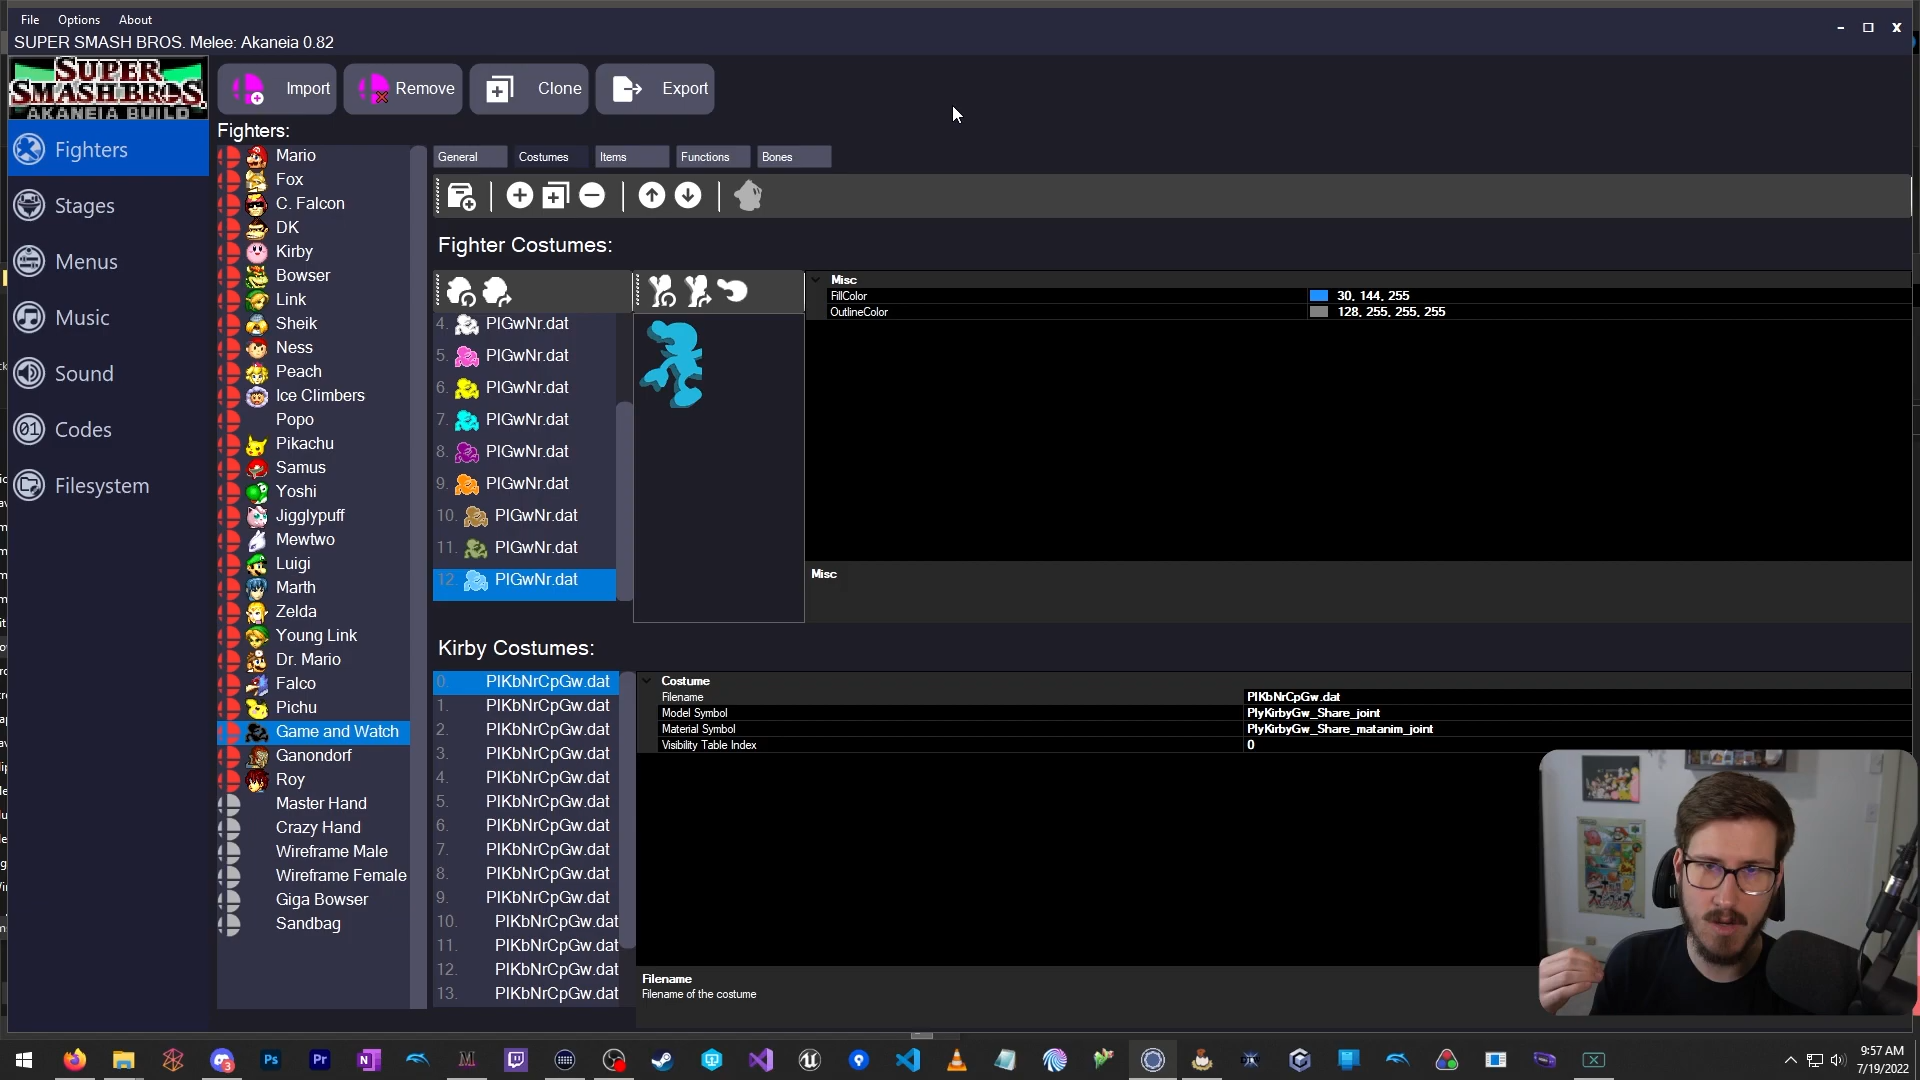 File Options About
SUPER SMASH BROS. Melee: Akaneia 0.82
SUPER
SMASH BROS.
AKANEIA BUILD
Import Remove Clone Export
Fighters
Stages
Menus
Music
Sound
Codes
Filesystem
Fighters:
Mario
Fox
C. Falcon
DK
Kirby
Bowser
Link
Sheik
Ness
Peach
Ice Climbers
Popo
Pikachu
Samus
Yoshi
Jigglypuff
Mewtwo
Luigi
Marth
Zelda
Young Link
Dr. Mario
Falco
Pichu
Game and Watch
Ganondorf
Roy
Master Hand
Crazy Hand
Wireframe Male
Wireframe Female
Giga Bowser
Sandbag
General Costumes Items Functions Bones
Fighter Costumes:
4. PlGwNr.dat
5. PlGwNr.dat
6. PlGwNr.dat
7. PlGwNr.dat
8. PlGwNr.dat
9. PlGwNr.dat
10. PlGwNr.dat
11. PlGwNr.dat
12. PlGwNr.dat
Misc
FillColor 30, 144, 255
OutlineColor 128, 255, 255, 255
Misc
Kirby Costumes:
0. PlKbNrCpGw.dat
1. PlKbNrCpGw.dat
2. PlKbNrCpGw.dat
3. PlKbNrCpGw.dat
4. PlKbNrCpGw.dat
5. PlKbNrCpGw.dat
6. PlKbNrCpGw.dat
7. PlKbNrCpGw.dat
8. PlKbNrCpGw.dat
9. PlKbNrCpGw.dat
10. PlKbNrCpGw.dat
11. PlKbNrCpGw.dat
12. PlKbNrCpGw.dat
13. PlKbNrCpGw.dat
Costume
Filename PlKbNrCpGw.dat
Model Symbol PlyKirbyGw_Share_joint
Material Symbol PlyKirbyGw_Share_matanim_joint
Visibility Table Index 0
Filename
Filename of the costume
9:57 AM
7/19/2022